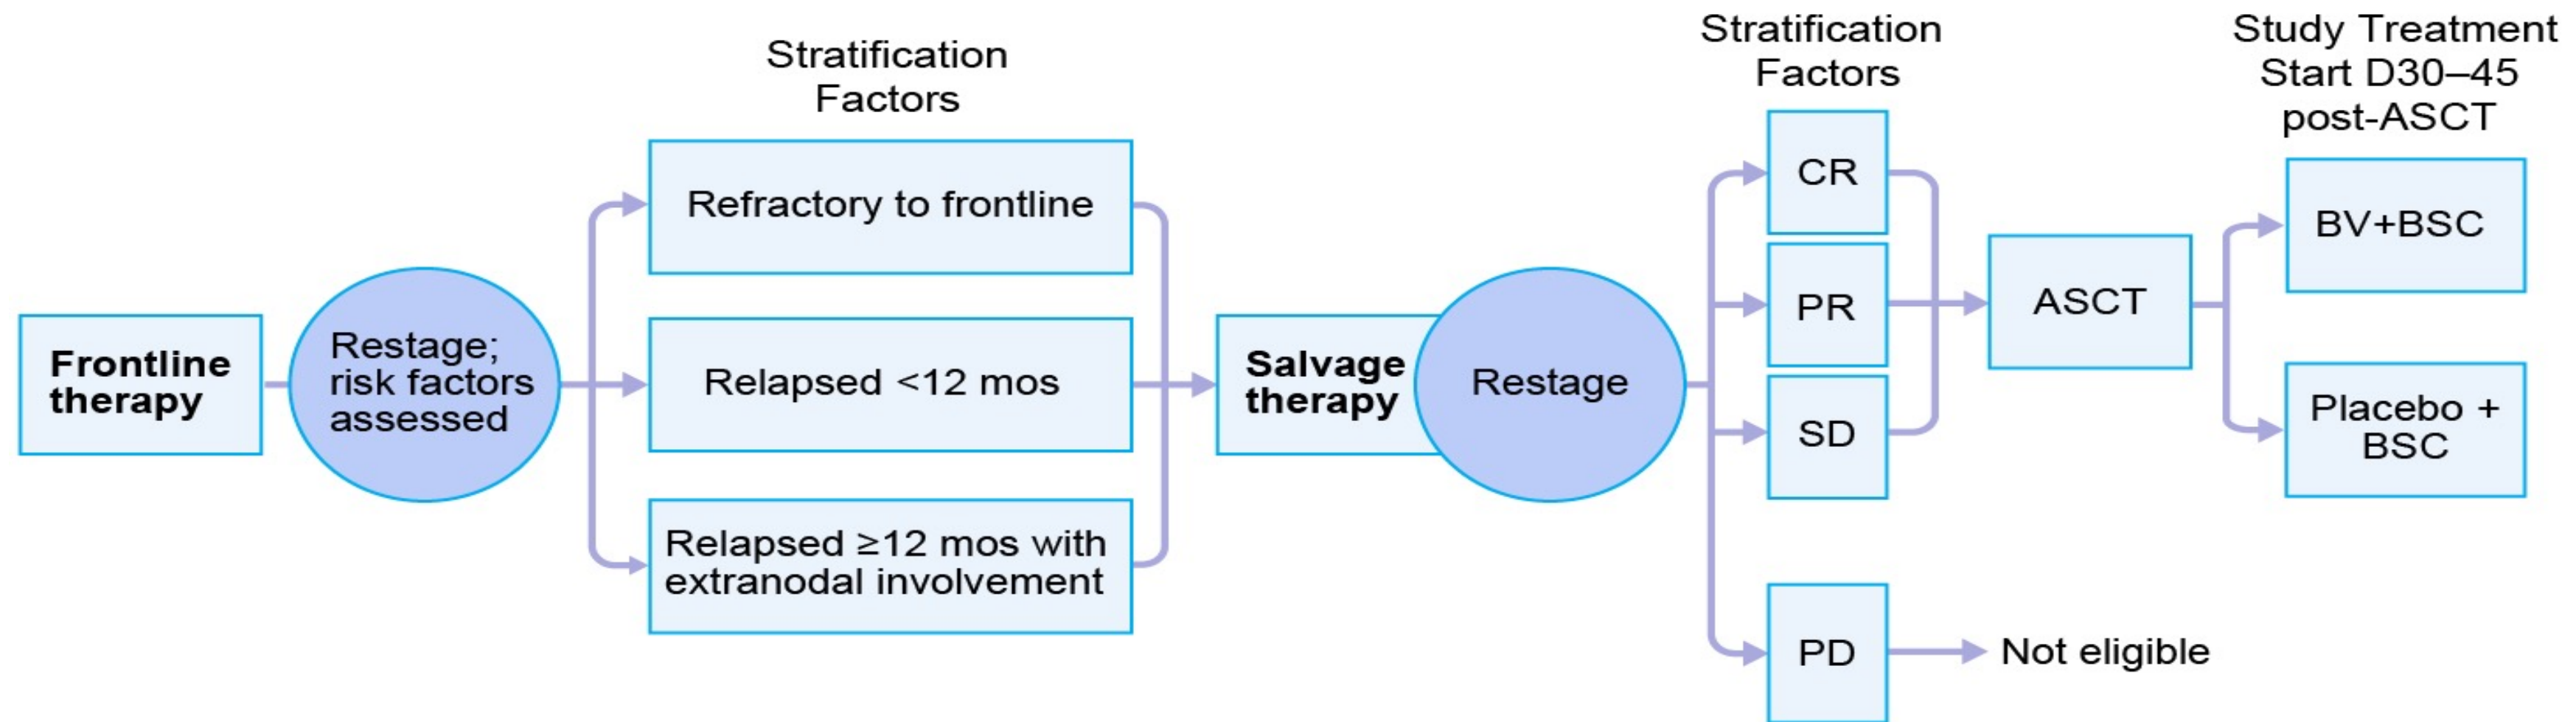 Frontline
therapy
Restage;
risk factors
assessed
Stratification
Factors
Refractory to frontline
Relapsed <12 mos
Relapsed ≥12 mos with
extranodal involvement
Salvage
therapy
Restage
Stratification
Factors
CR
PR
SD
PD
Not eligible
ASCT
Study Treatment
Start D30–45
post-ASCT
BV+BSC
Placebo +
BSC